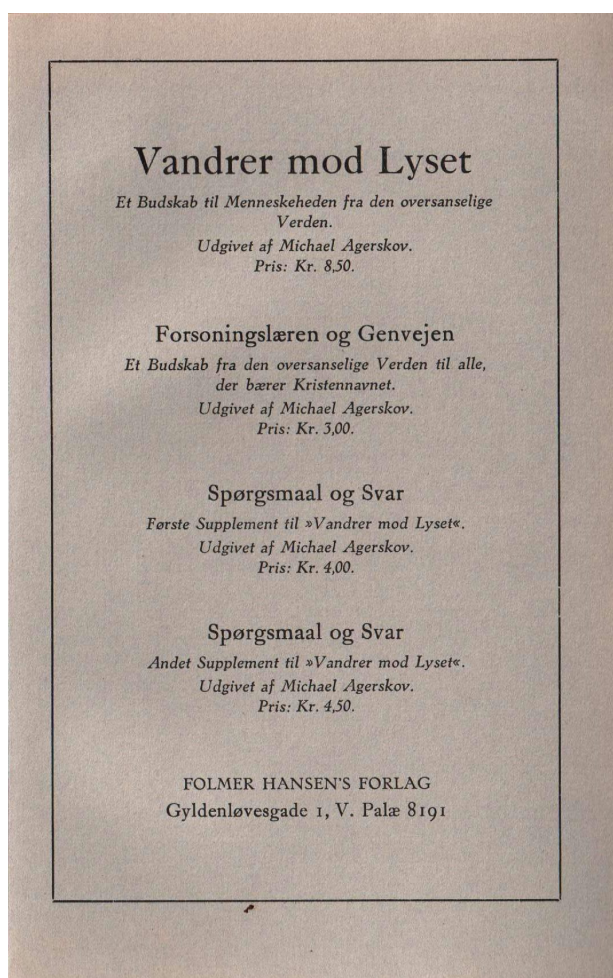 Vandrer mod Lyset
Et Budskab til Menneskeheden fra den oversanselige
Verden.
Udgivet af Michael Agerskov.
Pris: Kr. 8,50.
Forsoningslæren og Genvejen
Et Budskab fra den oversanselige Verden til alle,
der bærer Kristennavnet.
Udgivet af Michael Agerskov.
Pris: Kr. 3,00.
Spørgsmaal og Svar
Første Supplement til »Vandrer mod Lyset«.
Udgivet af Michael Agerskov.
Pris: Kr. 4,00.
Spørgsmaal og Svar
Andet Supplement til »Vandrer mod Lyset«.
Udgivet af Michael Agerskov.
Pris: Kr. 4,50.
FOLMER HANSEN'S FORLAG
Gyldenløvesgade 1, V. Palæ 8191